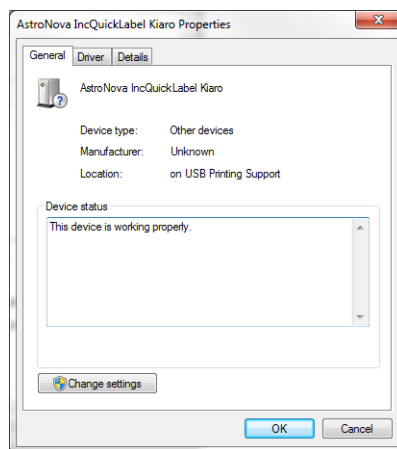 AstroNova IncQuickLabel Kiaro Properties
General Driver Details
AstroNova IncQuickLabel Kiaro
Device type: Other devices
Manufacturer: Unknown
Location: on USB Printing Support
Device status
This device is working properly.
Change settings
OK Cancel